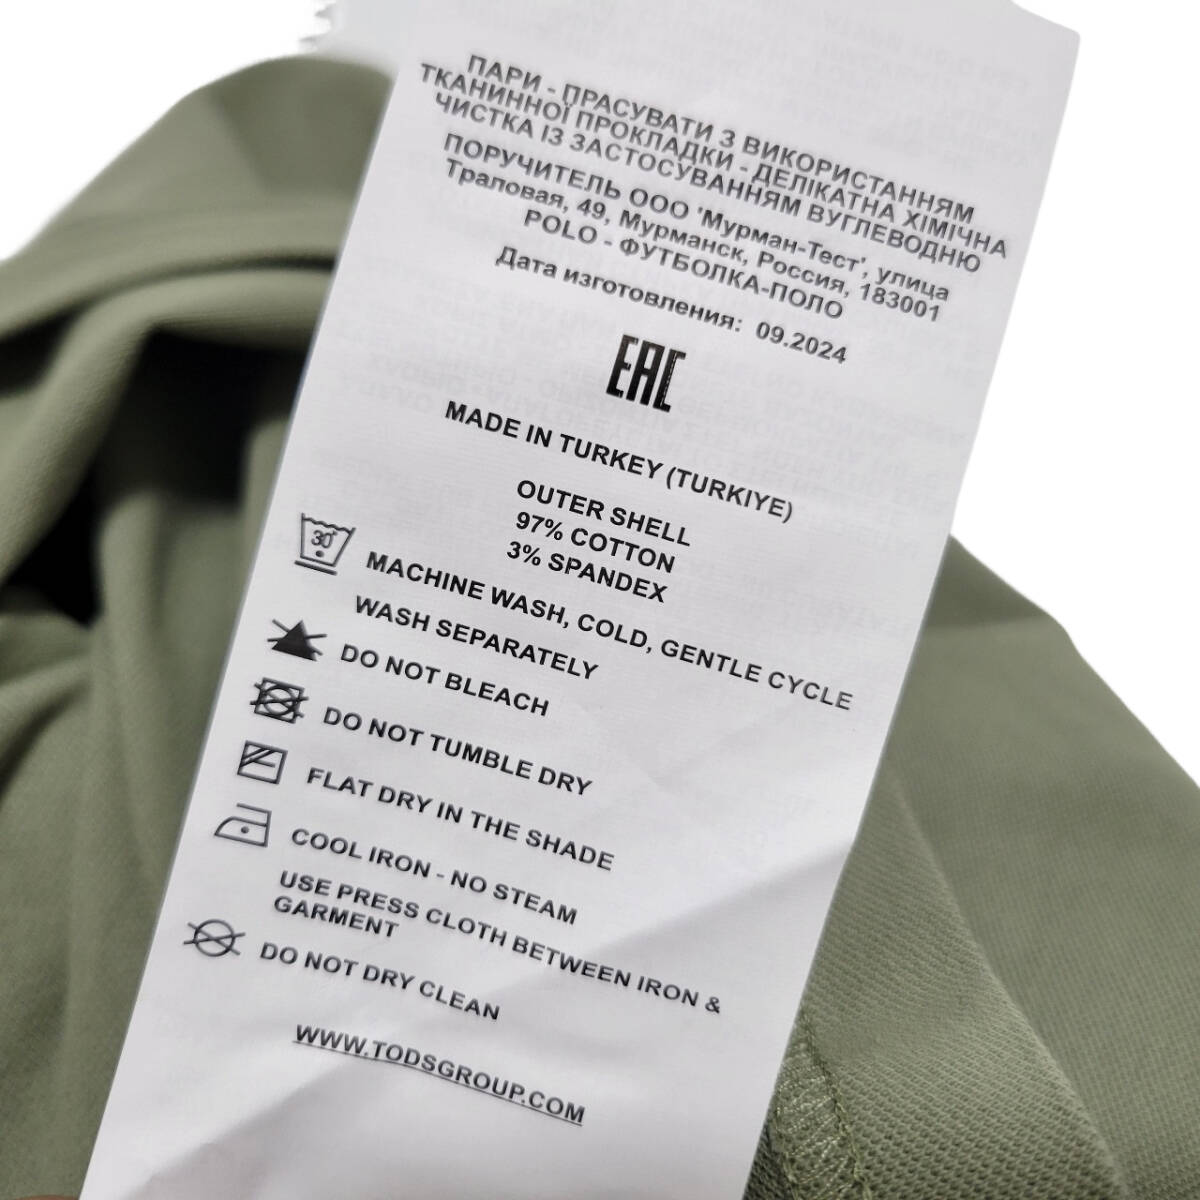 ПАРИ - ПРАСУВАТИ З ВИКОРИСТАННЯМ
ТКАНИННОЇ ПРОКЛАДКИ - ДЕЛІКАТНА ХІМІЧНА
ЧИСТКА ІЗ ЗАСТОСУВАННЯМ ВУГЛЕВОДНЮ
ПОРУЧИТЕЛЬ ООО 'Мурман-Тест', улица
Траловая, 49, Мурманск, Россия, 183001
POLO - ФУТБОЛКА-ПОЛО
Дата изготовления: 09.2024
EAC
MADE IN TURKEY (TURKIYE)
OUTER SHELL
97% COTTON
3% SPANDEX
30°
MACHINE WASH, COLD, GENTLE CYCLE
WASH SEPARATELY
DO NOT BLEACH
DO NOT TUMBLE DRY
FLAT DRY IN THE SHADE
COOL IRON - NO STEAM
USE PRESS CLOTH BETWEEN IRON &
GARMENT
DO NOT DRY CLEAN
WWW.TODSGROUP.COM